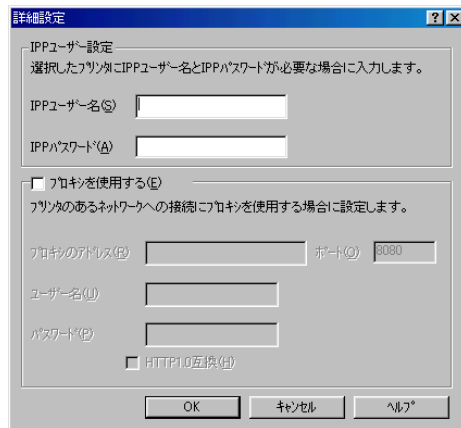 詳細設定
IPPユーザー設定
選択したプリンタにIPPユーザー名とIPPパスワードが必要な場合に入力します。
IPPユーザー名(S)
IPPパスワード(A)
プロキシを使用する(E)
プリンタのあるネットワークへの接続にプロキシを使用する場合に設定します。
プロキシのアドレス(R) ポート(O) 8080
ユーザー名(U)
パスワード(P)
HTTP1.0互換(H)
OK キャンセル ヘルプ